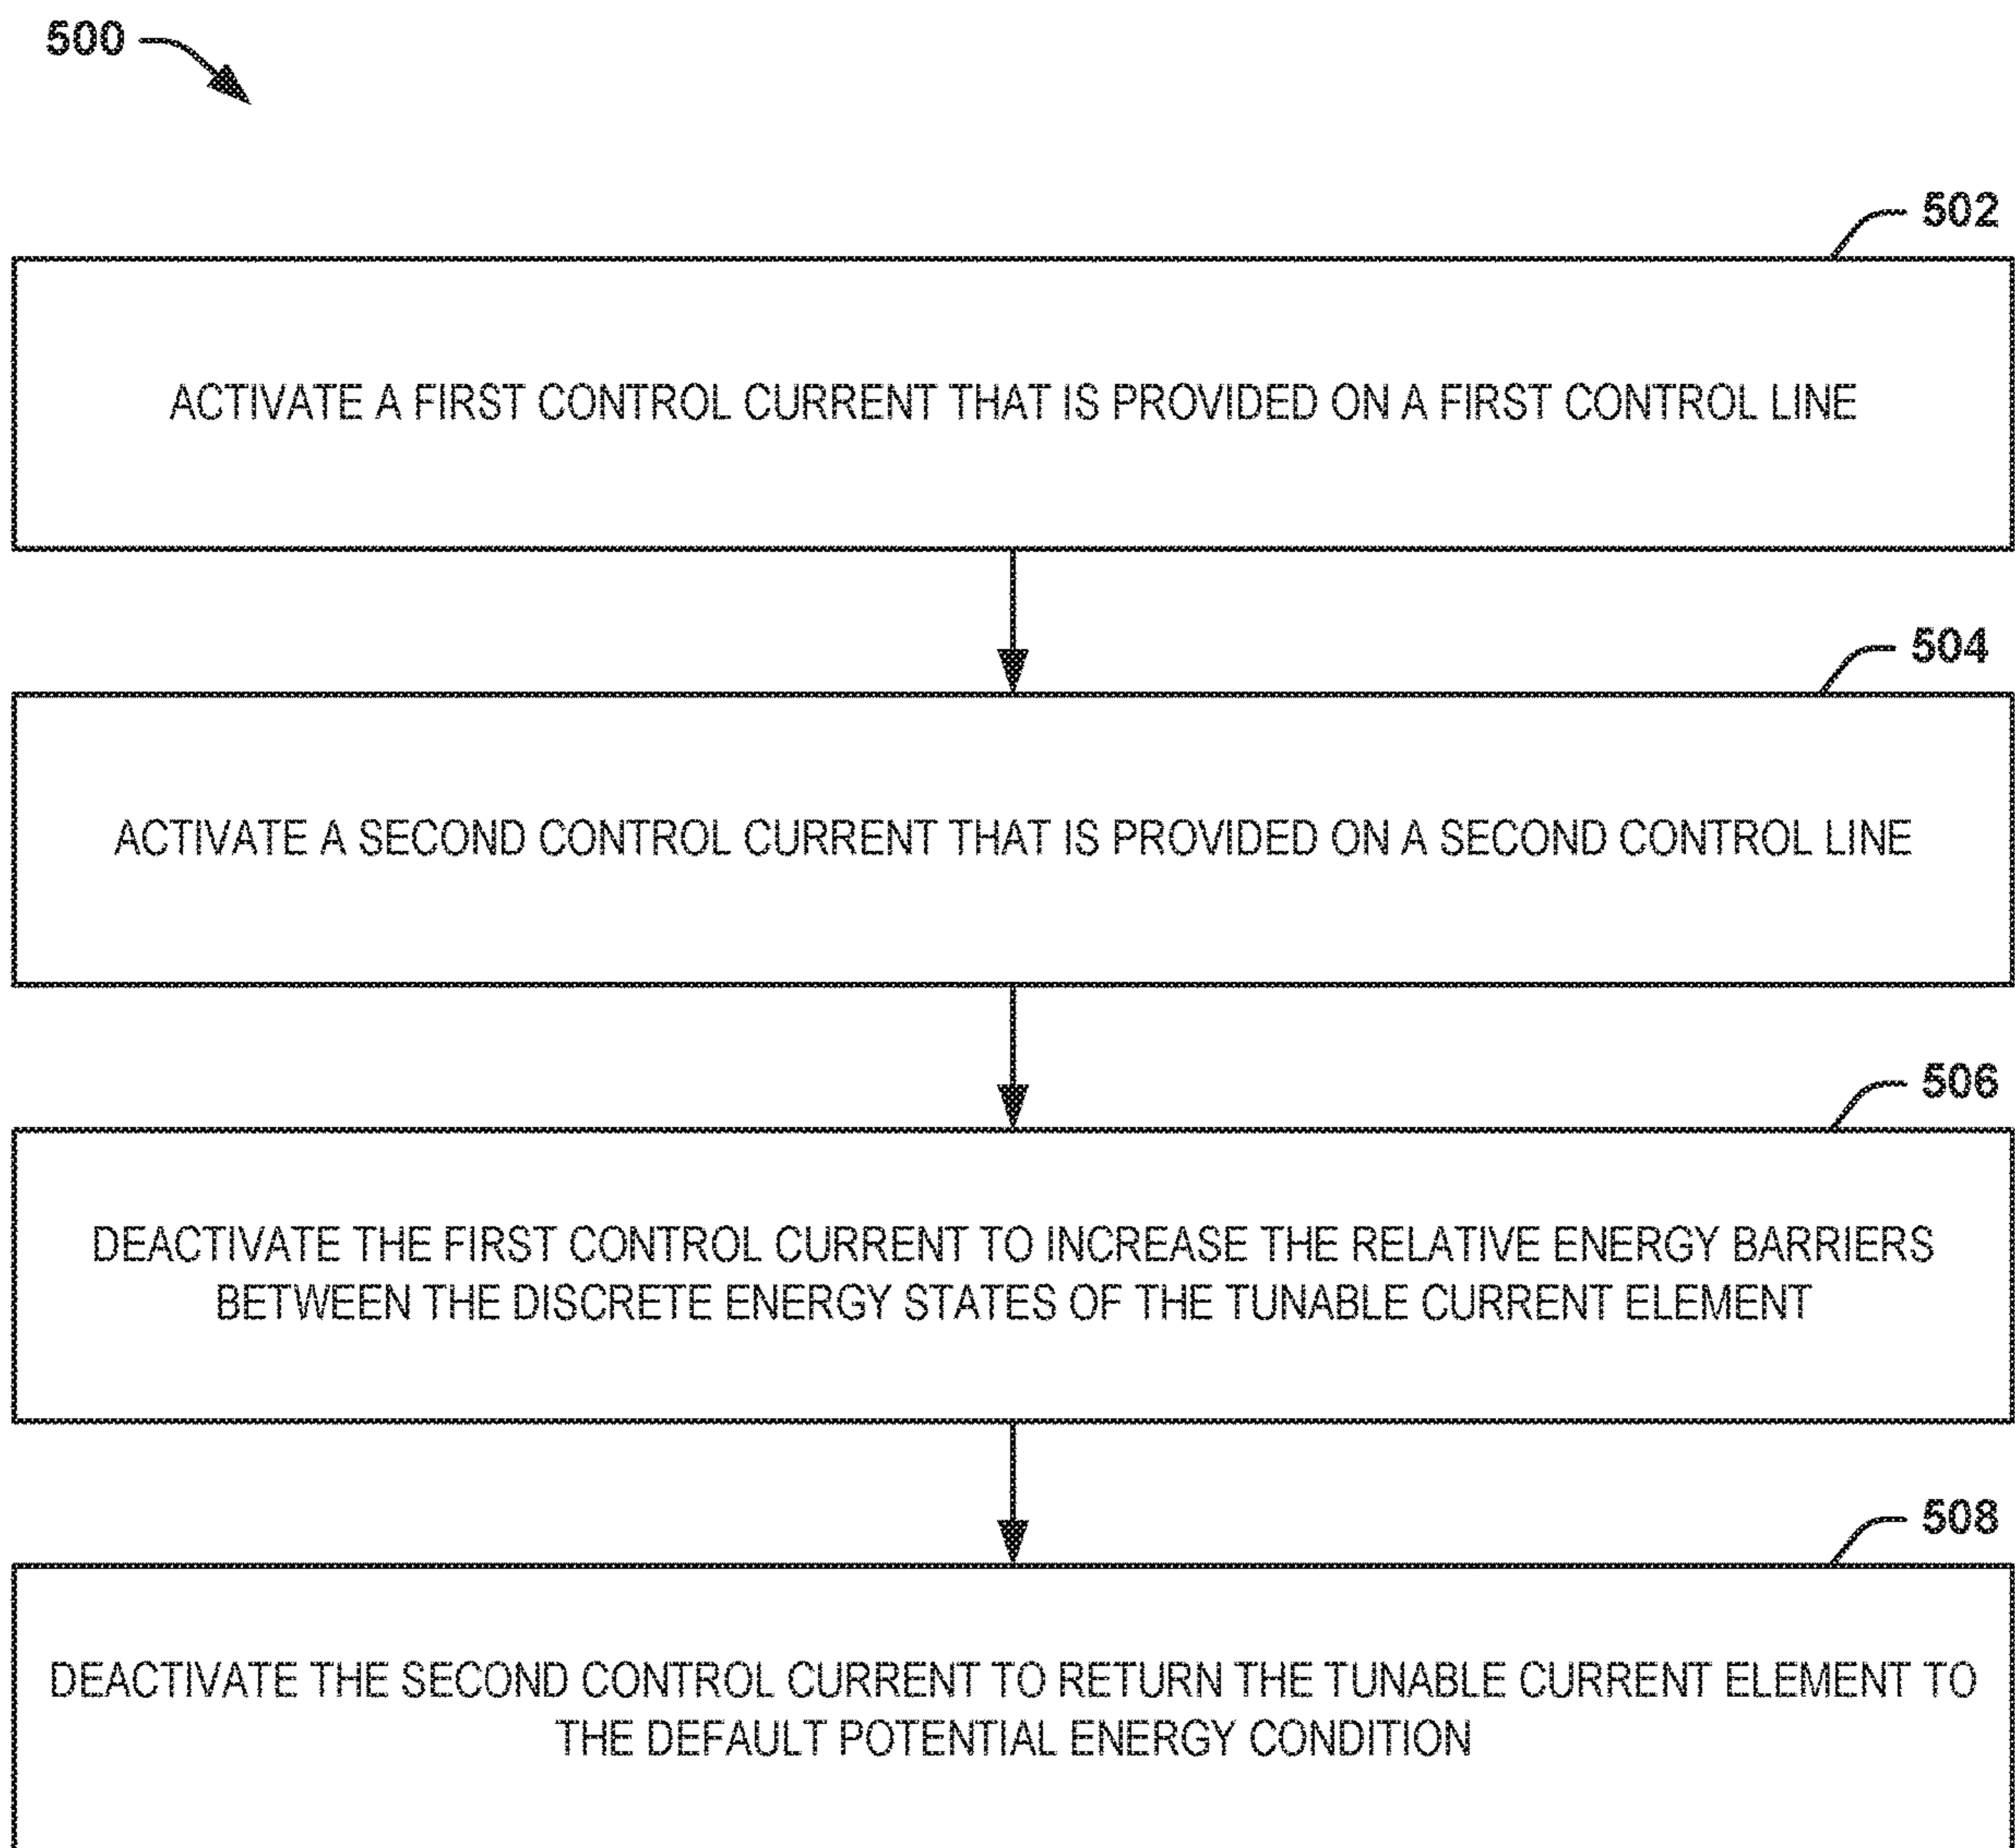 500
502
ACTIVATE A FIRST CONTROL CURRENT THAT IS PROVIDED ON A FIRST CONTROL LINE
504
ACTIVATE A SECOND CONTROL CURRENT THAT IS PROVIDED ON A SECOND CONTROL LINE
506
DEACTIVATE THE FIRST CONTROL CURRENT TO INCREASE THE RELATIVE ENERGY BARRIERS
BETWEEN THE DISCRETE ENERGY STATES OF THE TUNABLE CURRENT ELEMENT
508
DEACTIVATE THE SECOND CONTROL CURRENT TO RETURN THE TUNABLE CURRENT ELEMENT TO
THE DEFAULT POTENTIAL ENERGY CONDITION